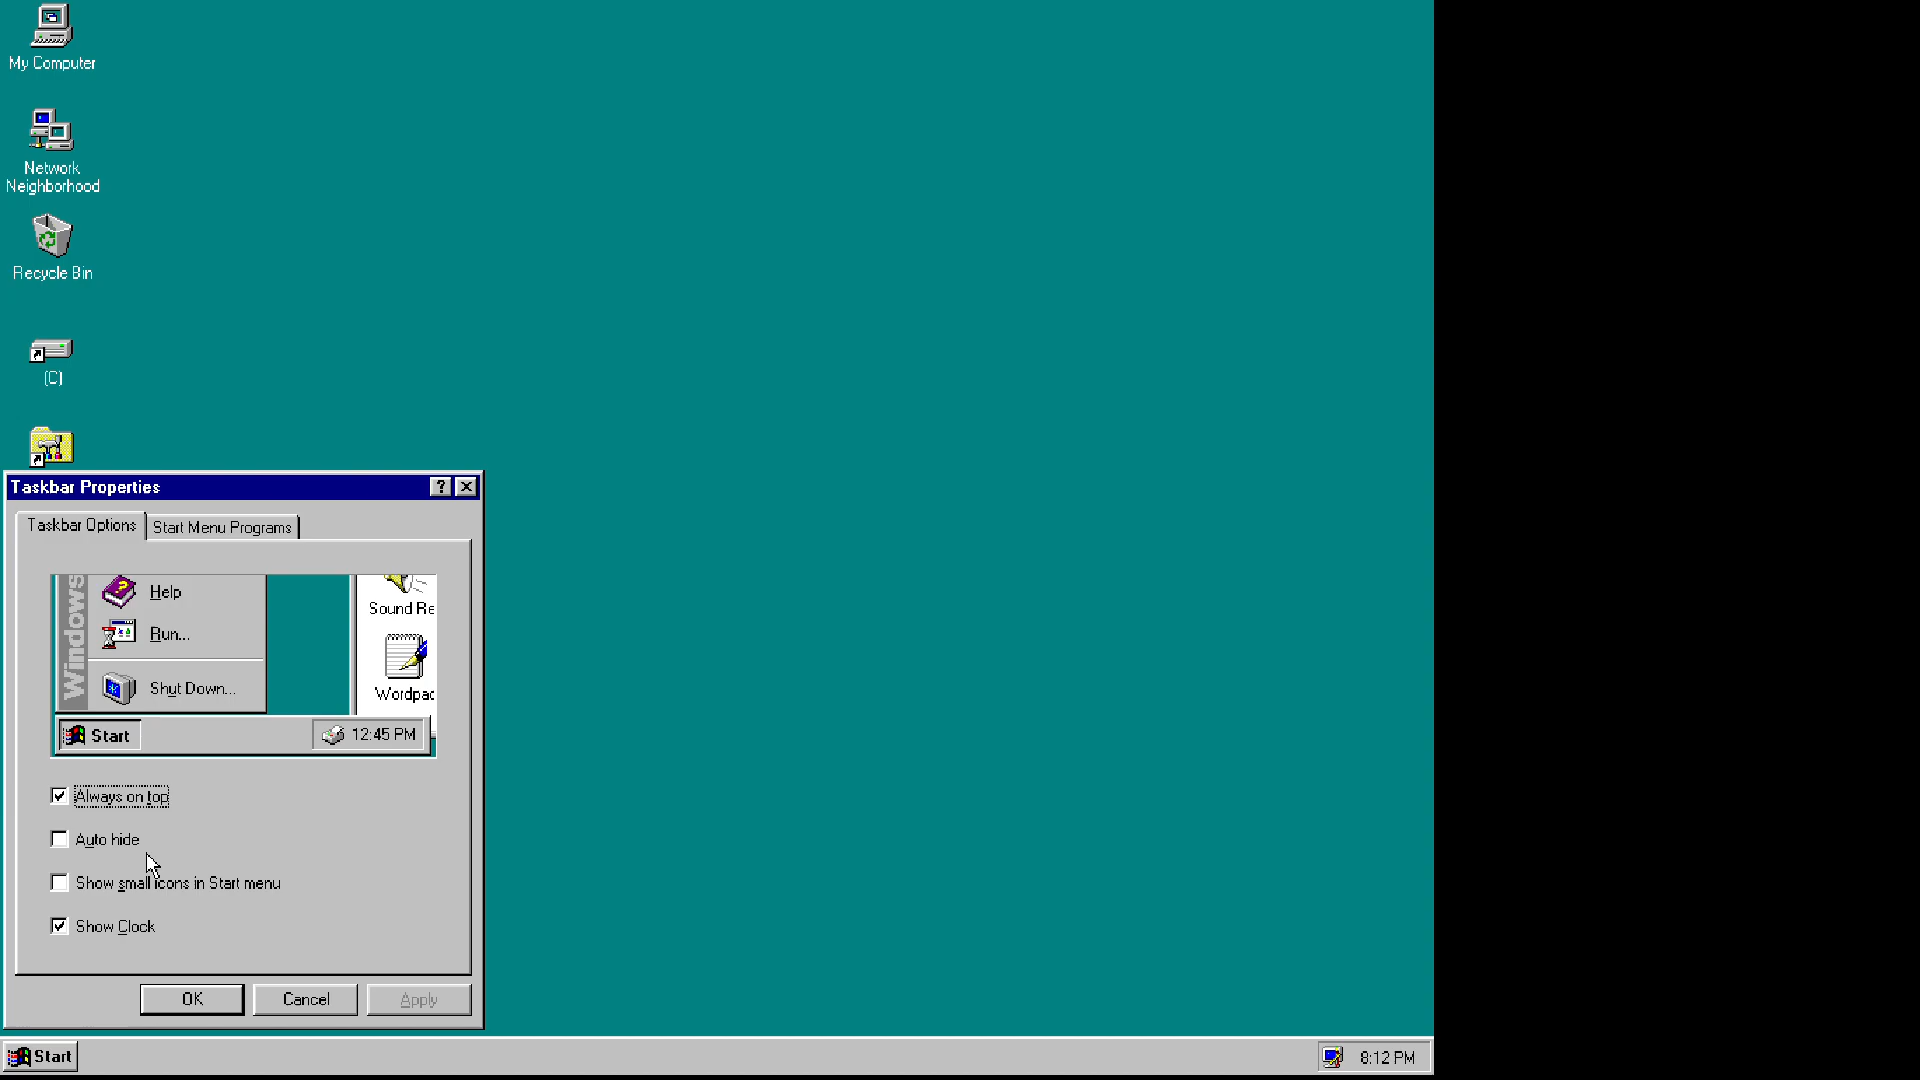 My Computer
Network
Neighborhood
Recycle Bin
(C)
Taskbar Properties
?
Taskbar Options
Start Menu Programs
Windows
Help
Run...
Shut Down...
Sound Re
Wordpad
Start
12:45 PM
Always on top
Auto hide
Show small icons in Start menu
Show Clock
OK
Cancel
Apply
Start
8:12 PM